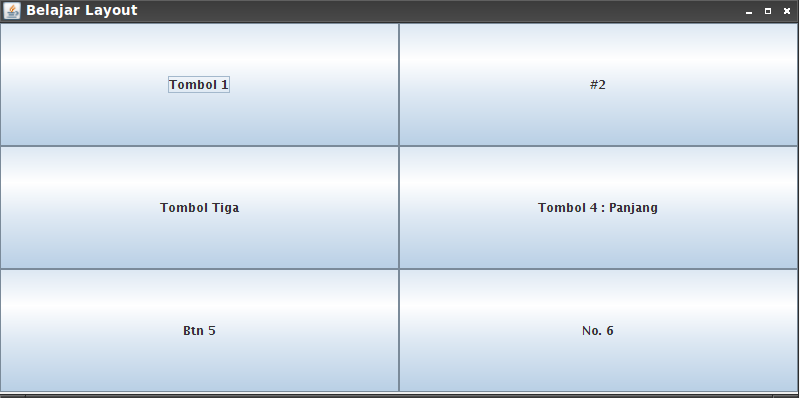 Belajar Layout
Tombol 1
#2
Tombol Tiga
Tombol 4 : Panjang
Btn 5
No. 6